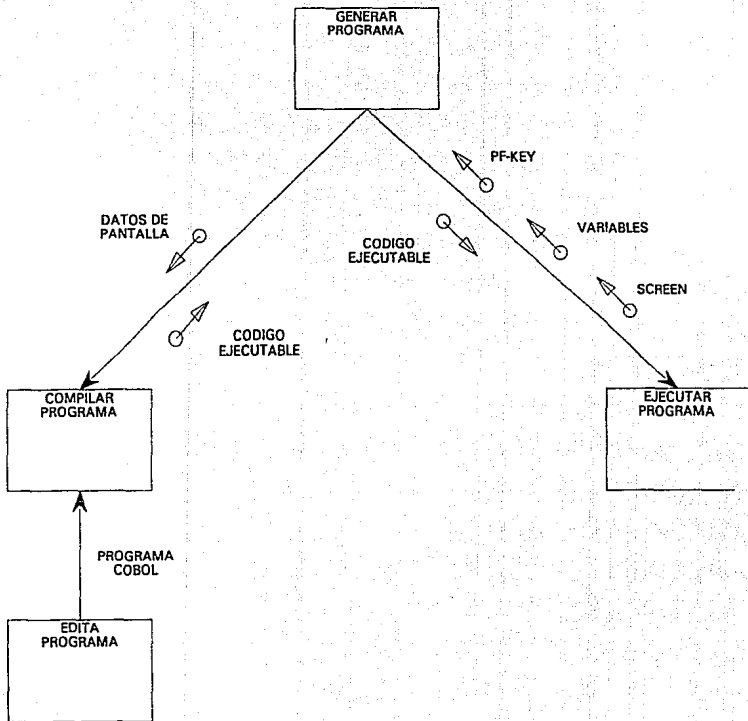 GENERAR
PROGRAMA
PF-KEY
DATOS DE
PANTALLA
VARIABLES
CODIGO
EJECUTABLE
SCREEN
CODIGO
EJECUTABLE
COMPILAR
PROGRAMA
EJECUTAR
PROGRAMA
PROGRAMA
COBOL
EDITA
PROGRAMA